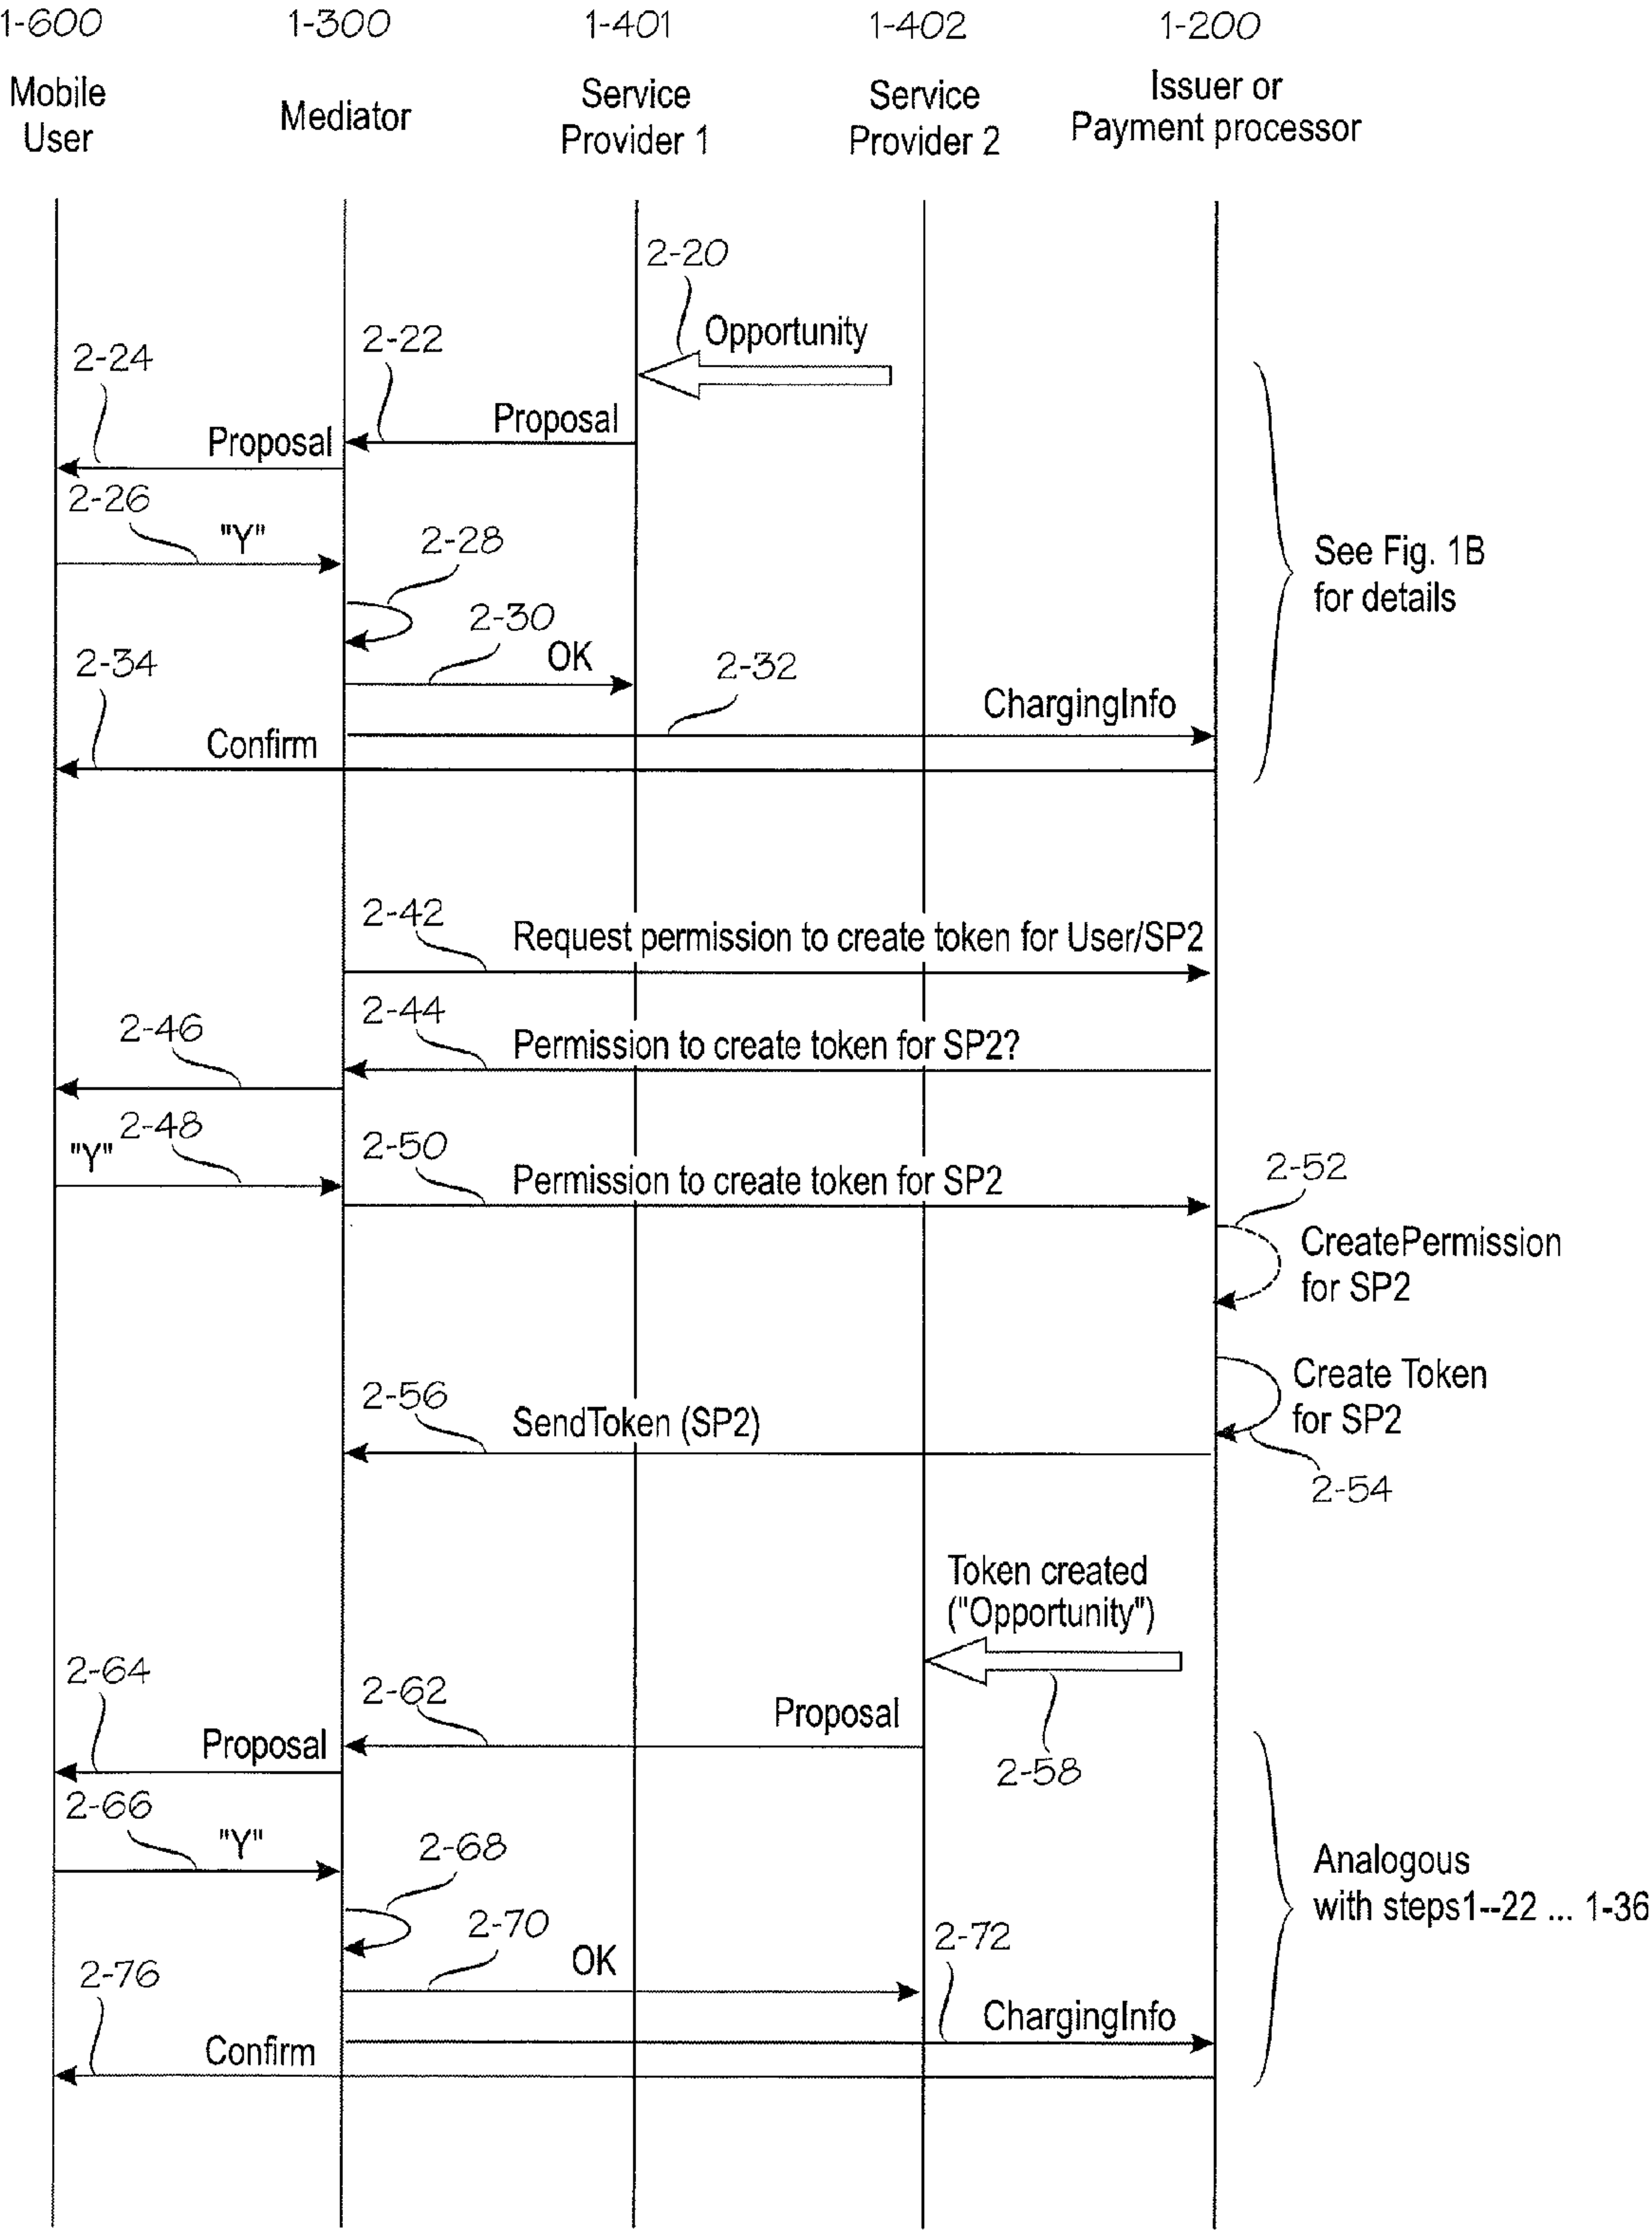 1-600 1-300 1-401 1-402 1-200
Mobile
User
Mediator
Service
Provider 1
Service
Provider 2
Issuer or
Payment processor
2-20
Opportunity
2-22
2-24
Proposal
Proposal
2-26
"Y"
2-28
See Fig. 1B
for details
2-30
OK
2-34
2-32
ChargingInfo
Confirm
2-42
Request permission to create token for User/SP2
2-44
2-46
Permission to create token for SP2?
2-48
"Y"
2-50
Permission to create token for SP2
2-52
CreatePermission
for SP2
Create Token
for SP2
2-56
SendToken (SP2)
2-54
Token created
("Opportunity")
2-64
2-62
Proposal
Proposal
2-58
2-66
"Y"
2-68
Analogous
with steps1--22 ... 1-36
2-70
OK
2-72
2-76
ChargingInfo
Confirm